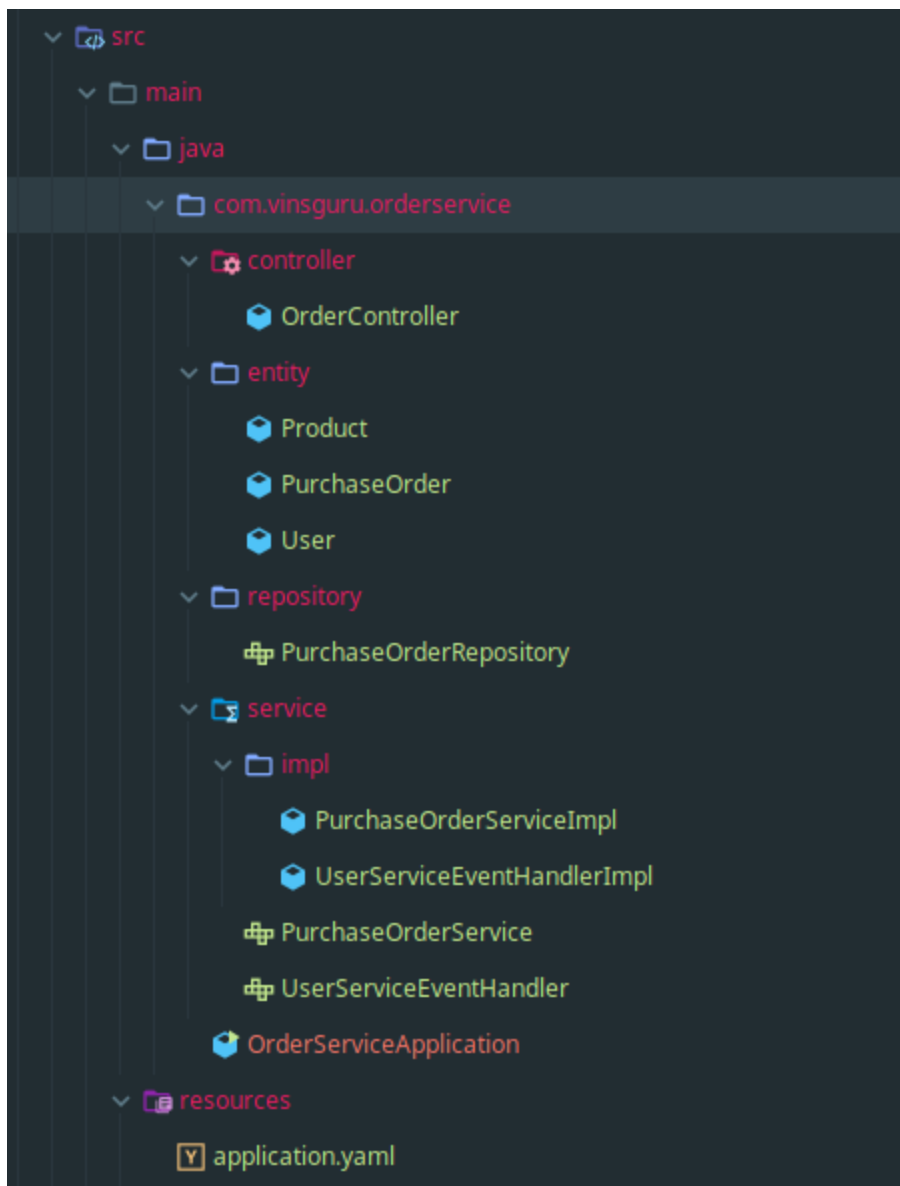 src
main
java
com.vinsguru.orderservice
controller
OrderController
entity
Product
PurchaseOrder
User
repository
PurchaseOrderRepository
service
impl
PurchaseOrderServiceImpl
UserServiceEventHandlerImpl
PurchaseOrderService
UserServiceEventHandler
OrderServiceApplication
resources
Y application.yaml